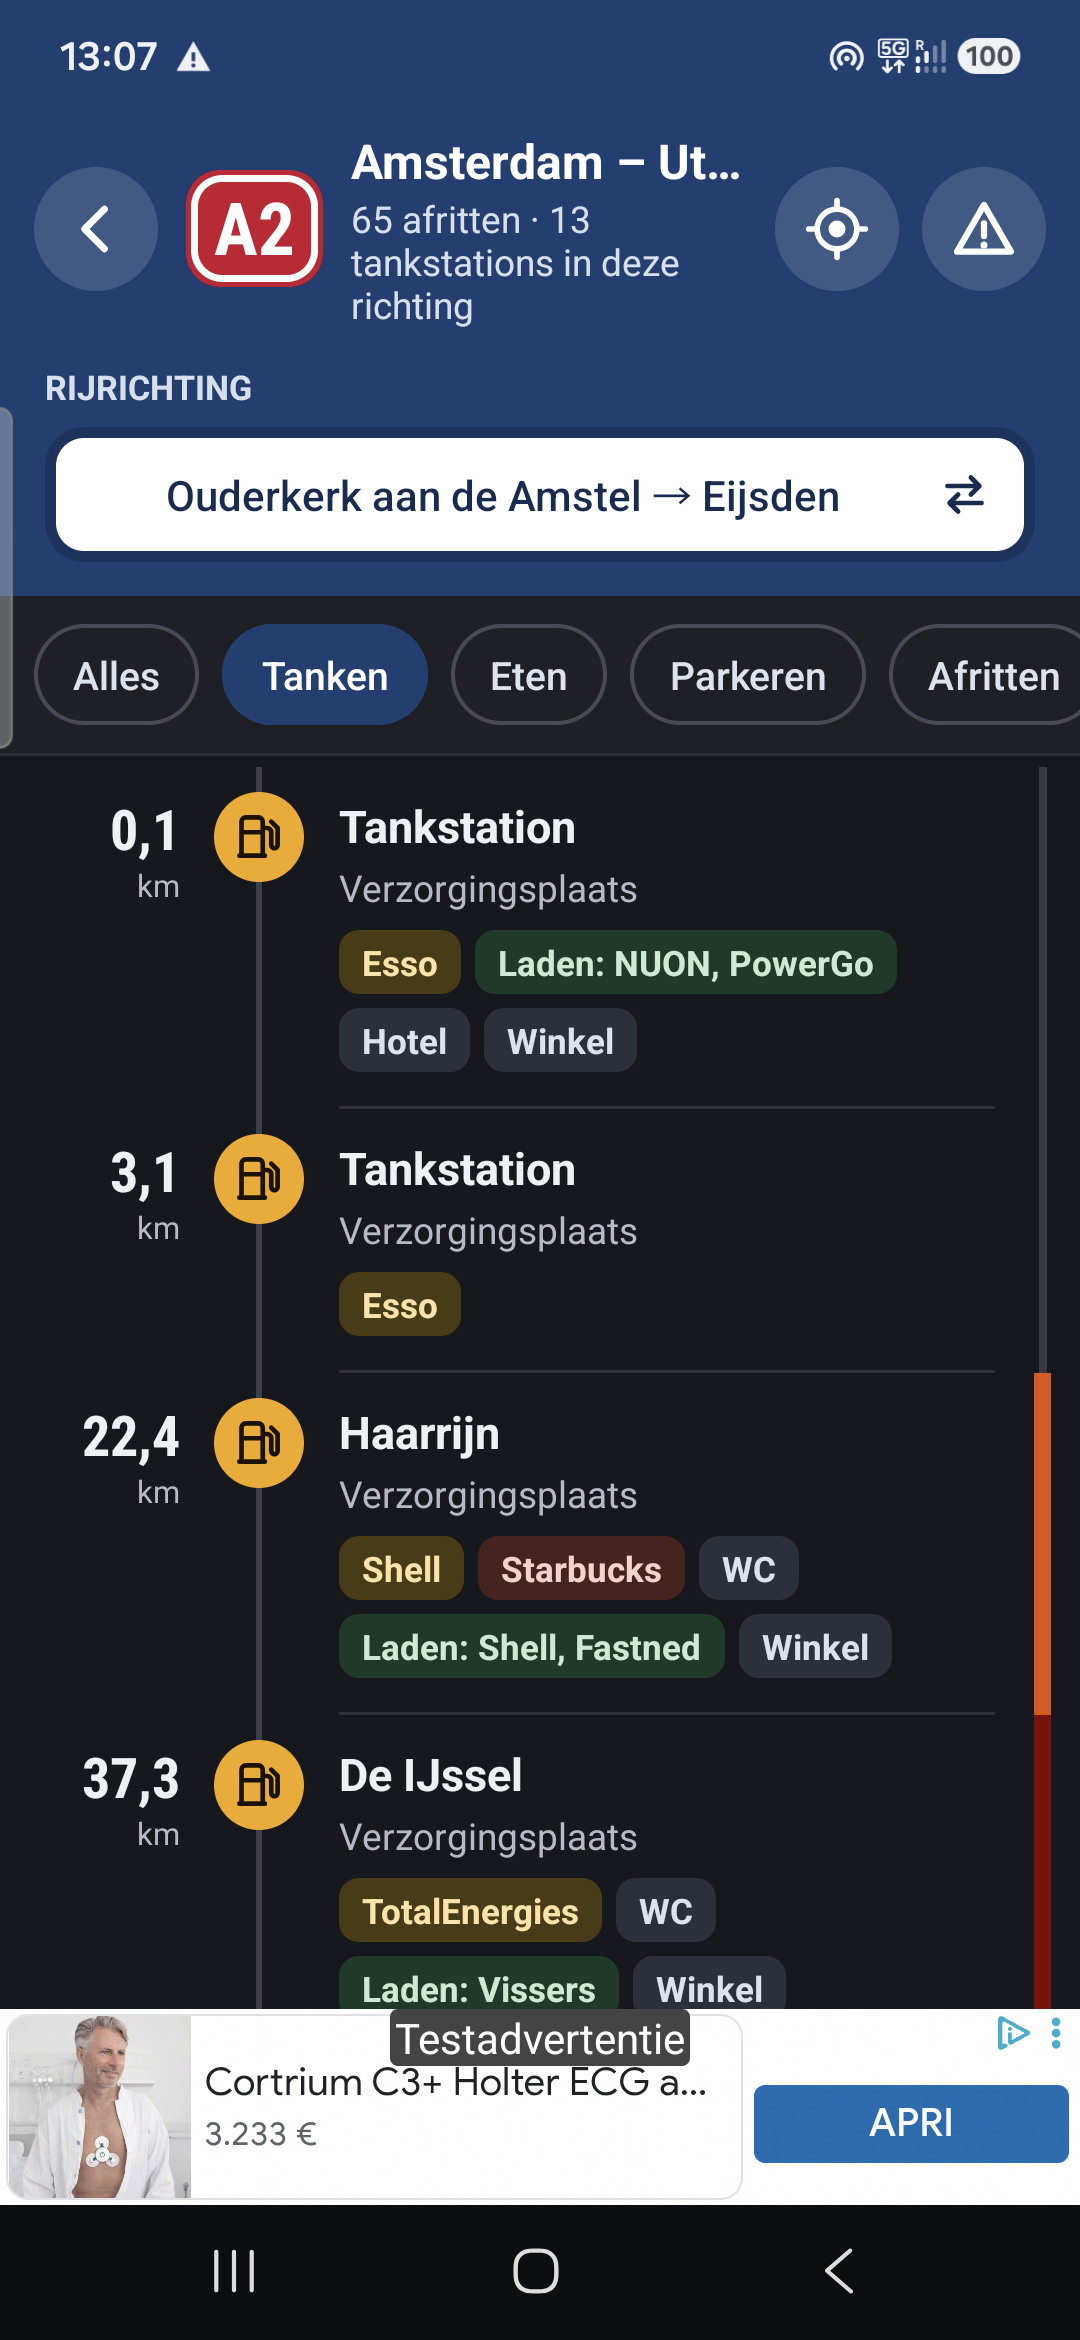 13:07
5G R 100
A2
Amsterdam – Ut...
65 afritten · 13
tankstations in deze
richting
RIJRICHTING
Ouderkerk aan de Amstel → Eijsden
Alles Tanken Eten Parkeren Afritten
0,1 Tankstation
km Verzorgingsplaats
Esso Laden: NUON, PowerGo
Hotel Winkel
3,1 Tankstation
km Verzorgingsplaats
Esso
22,4 Haarrijn
km Verzorgingsplaats
Shell Starbucks WC
Laden: Shell, Fastned Winkel
37,3 De IJssel
km Verzorgingsplaats
TotalEnergies WC
Laden: Vissers Winkel
Testadvertentie
Cortrium C3+ Holter ECG a...
3.233 €
APRI